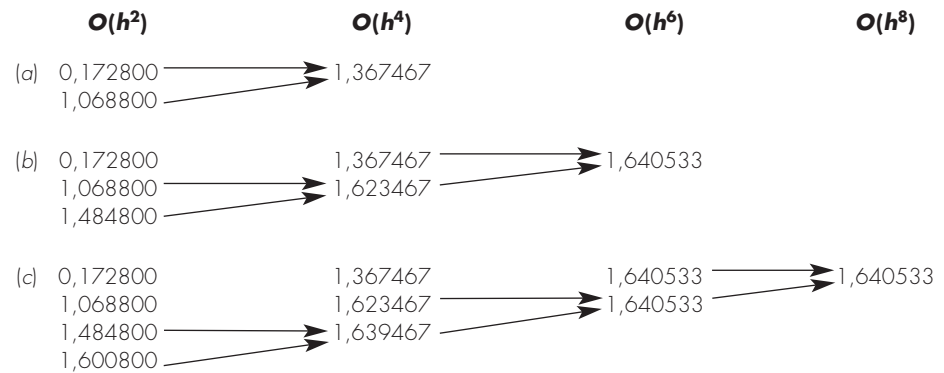 O(h²) O(h⁴) O(h⁶) O(h⁸)
(a) 0,172800 1,367467
1,068800
(b) 0,172800 1,367467 1,640533
1,068800 1,623467
1,484800
(c) 0,172800 1,367467 1,640533 1,640533
1,068800 1,623467 1,640533
1,484800 1,639467
1,600800